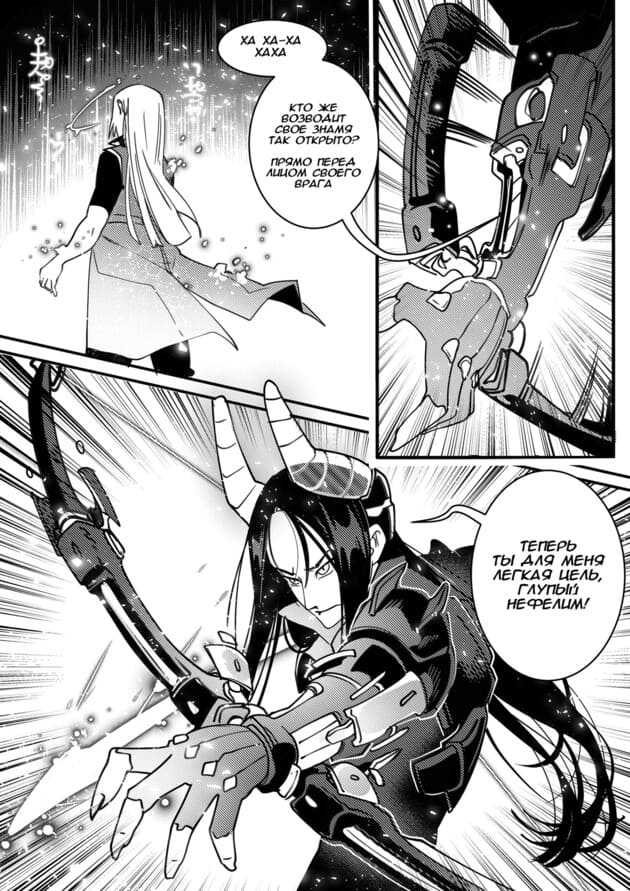 ХА ХА-ХА
ХАХА
КТО ЖЕ
ВОЗВОДИТ
СВОЕ ЗНАМЯ
ТАК ОТКРЫТО?
ПРЯМО ПЕРЕД
ЛИЦОМ СВОЕГО
ВРАГА
ТЕПЕРЬ
ТЫ ДЛЯ МЕНЯ
ЛЕГКАЯ ЦЕЛЬ,
ГЛУПЫЙ
НЕФЕЛИМ!